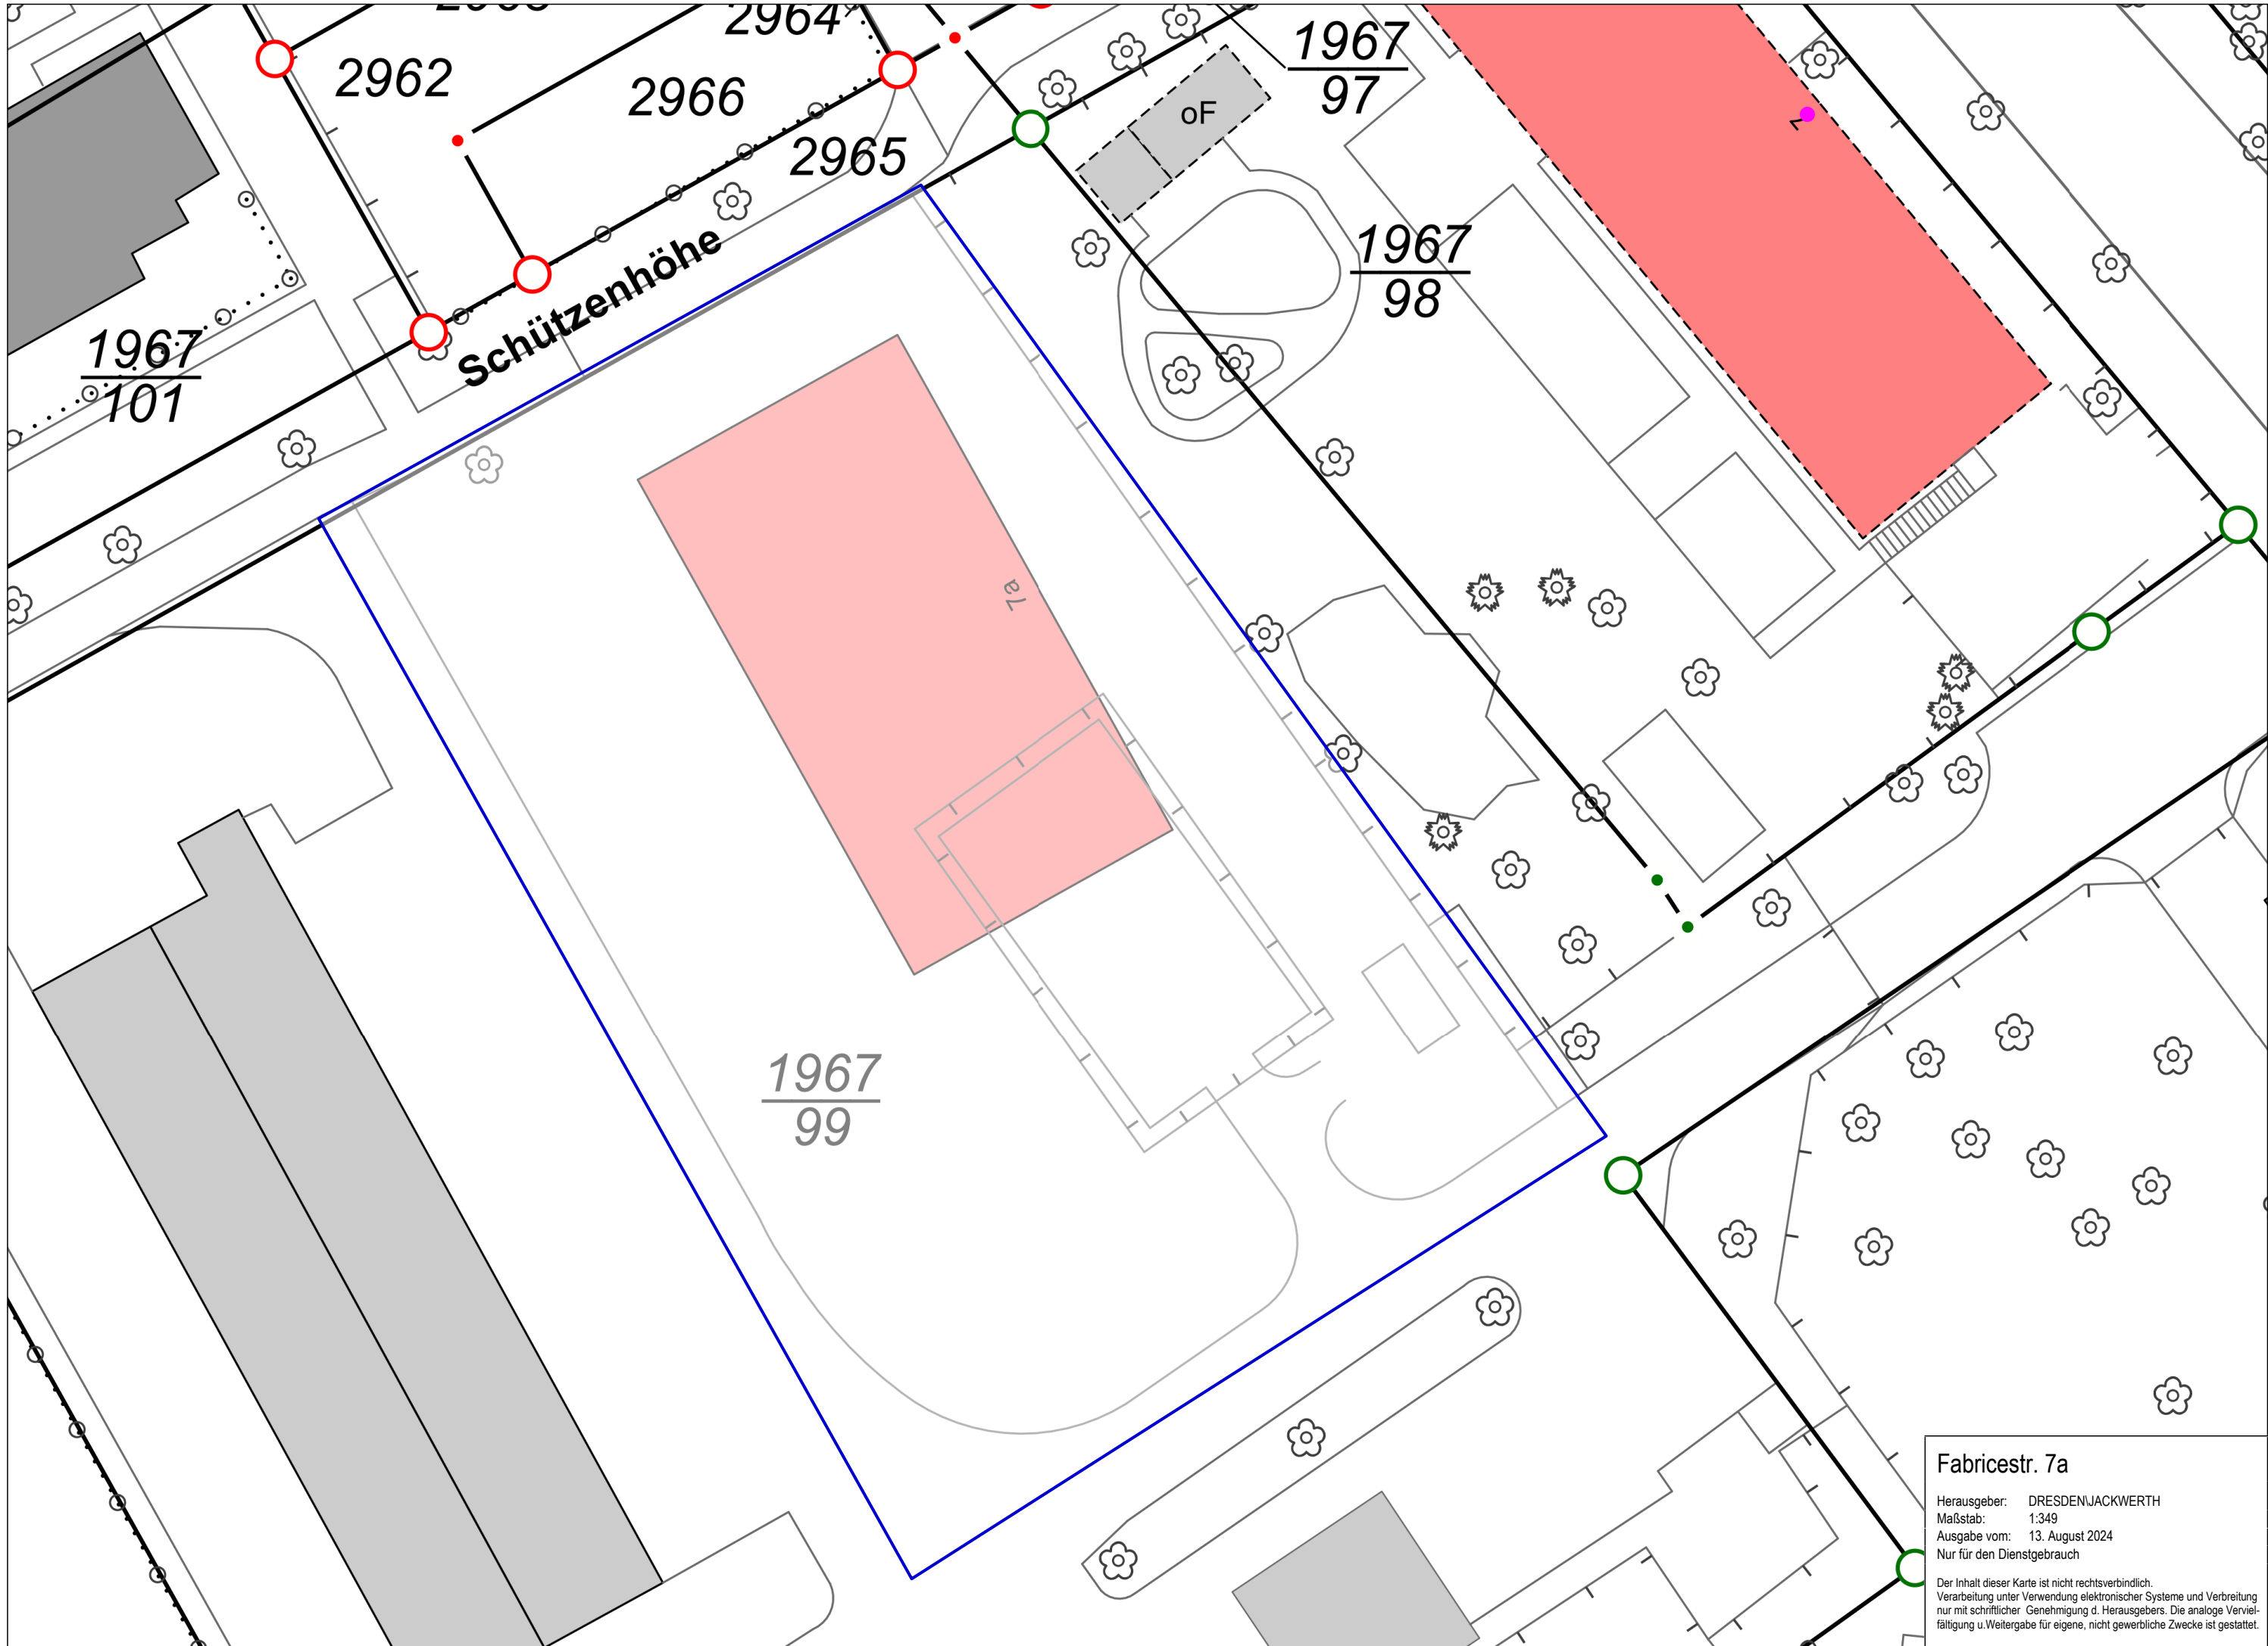 2964
1967
97
2962
2966
oF
2965
1967
98
Schützenhöhe
1967
101
7a
1967
99
Fabricestr. 7a
Herausgeber: DRESDEN\JACKWERTH
Maßstab: 1:349
Ausgabe vom: 13. August 2024
Nur für den Dienstgebrauch
Der Inhalt dieser Karte ist nicht rechtsverbindlich.
Verarbeitung unter Verwendung elektronischer Systeme und Verbreitung
nur mit schriftlicher Genehmigung d. Herausgebers. Die analoge Verviel-
fältigung u.Weitergabe für eigene, nicht gewerbliche Zwecke ist gestattet.